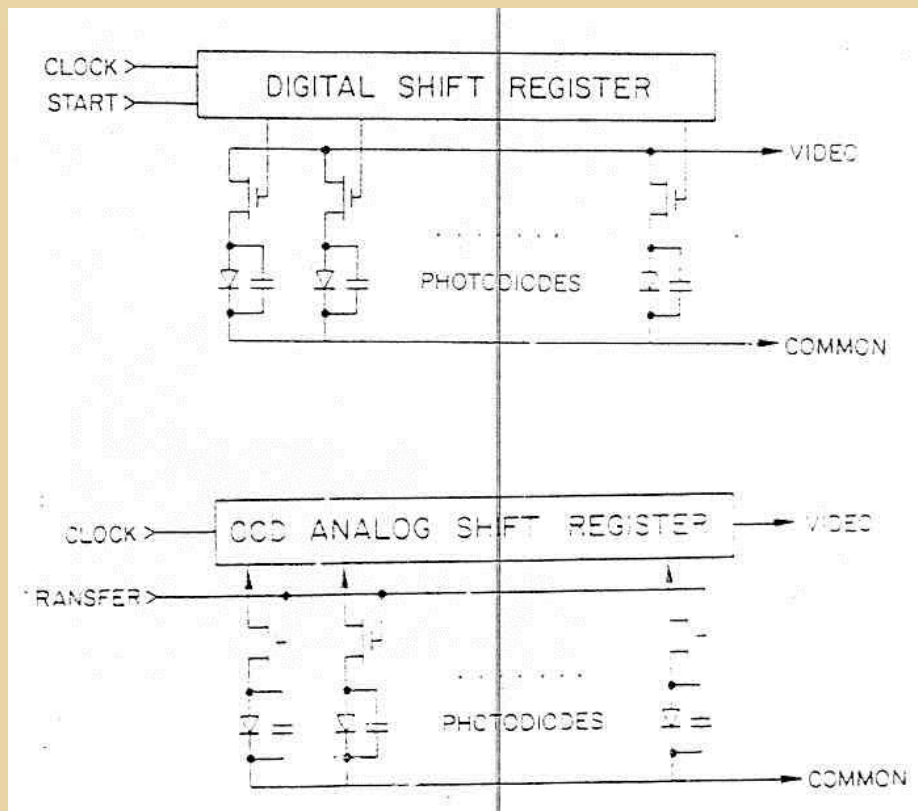 CLOCK
DIGITAL SHIFT REGISTER
START
VIDEO
PHOTODIODES
COMMON
CLOCK
CCD ANALOG SHIFT REGISTER
VIDEO
TRANSFER
PHOTODIODES
COMMON